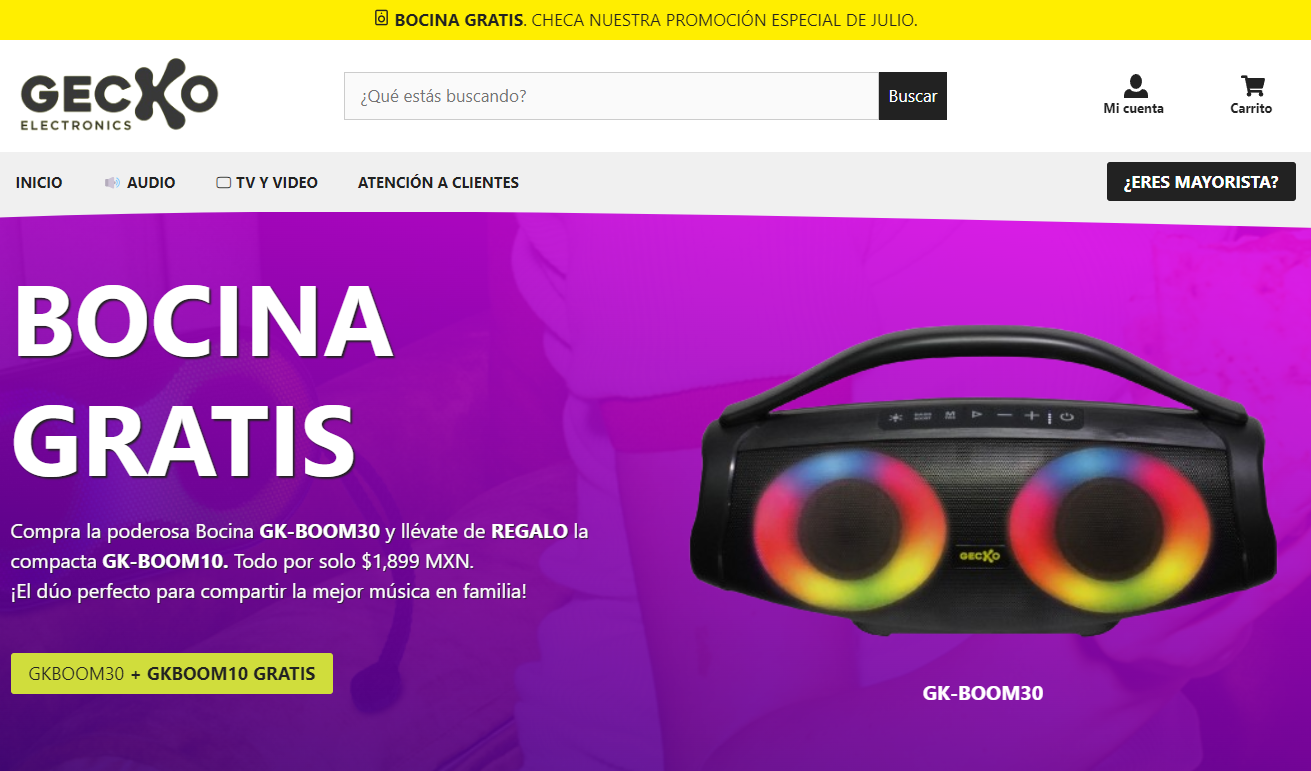 BOCINA GRATIS. CHECA NUESTRA PROMOCIÓN ESPECIAL DE JULIO.
GECKO
ELECTRONICS
¿Qué estás buscando?
Buscar
Mi cuenta
Carrito
INICIO
AUDIO
TV Y VIDEO
ATENCIÓN A CLIENTES
¿ERES MAYORISTA?
BOCINA
GRATIS
Compra la poderosa Bocina GK-BOOM30 y llévate de REGALO la
compacta GK-BOOM10. Todo por solo $1,899 MXN.
¡El dúo perfecto para compartir la mejor música en familia!
GKBOOM30 + GKBOOM10 GRATIS
GECKO
GK-BOOM30